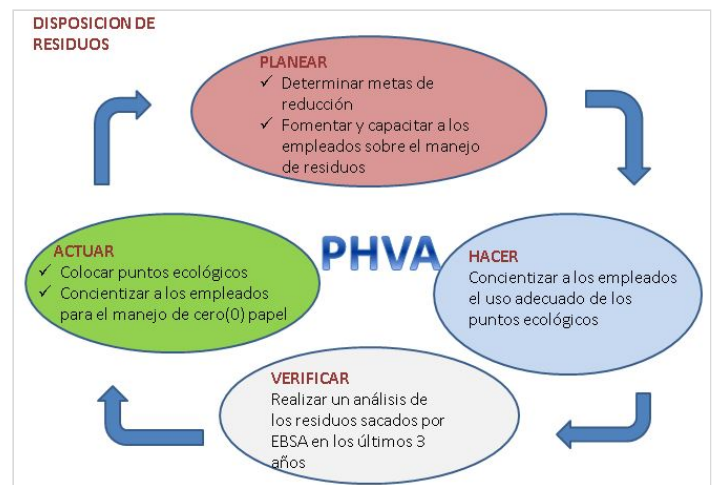 DISPOSICION DE
RESIDUOS
PLANEAR
✓ Determinar metas de
reducción
✓ Fomentar y capacitar a los
empleados sobre el manejo
de residuos
ACTUAR
✓ Colocar puntos ecológicos
✓ Concientizar a los empleados
para el manejo de cero(0) papel
PHVA
HACER
Concientizar a los empleados
el uso adecuado de los
puntos ecológicos
VERIFICAR
Realizar un análisis de
los residuos sacados por
EBSA en los últimos 3
años